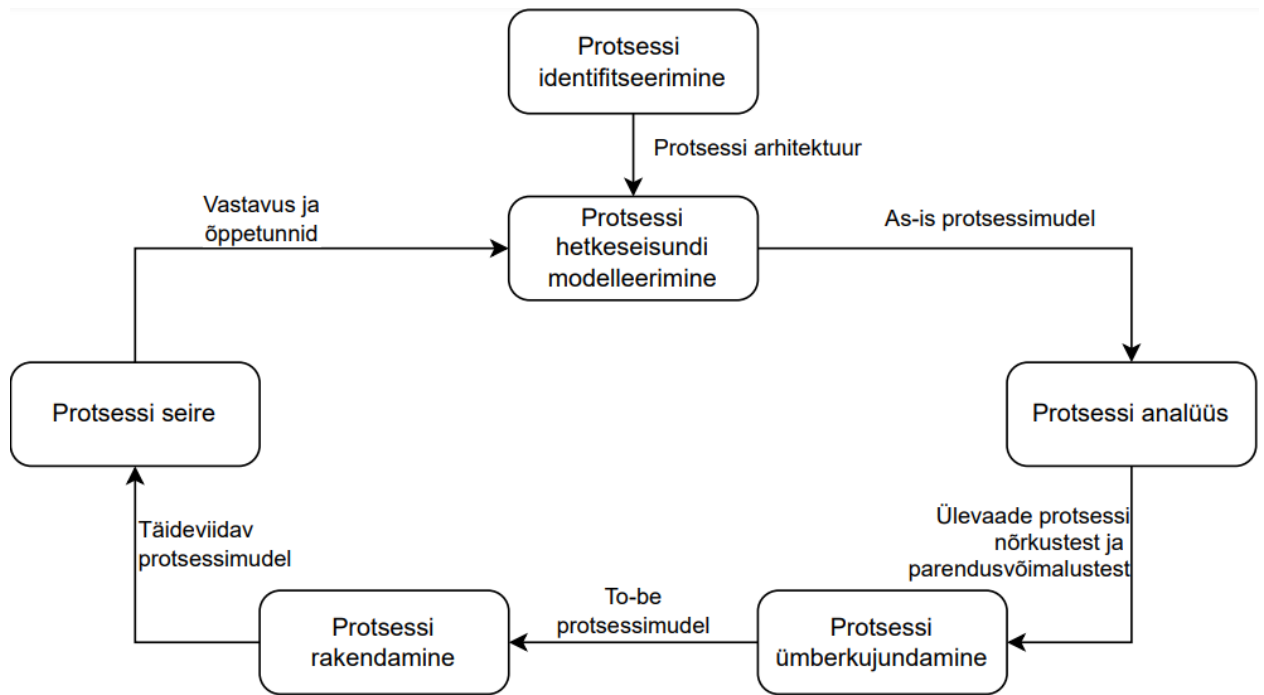 Protsessi
identifitseerimine
Protsessi arhitektuur
Vastavus ja
õppetunnid
Protsessi
hetkeseisundi
modelleerimine
As-is protsessimudel
Protsessi seire
Protsessi analüüs
Täideviidav
protsessimudel
Ülevaade protsessi
nõrkustest ja
parendusvõimalustest
To-be
protsessimudel
Protsessi
rakendamine
Protsessi
ümberkujundamine